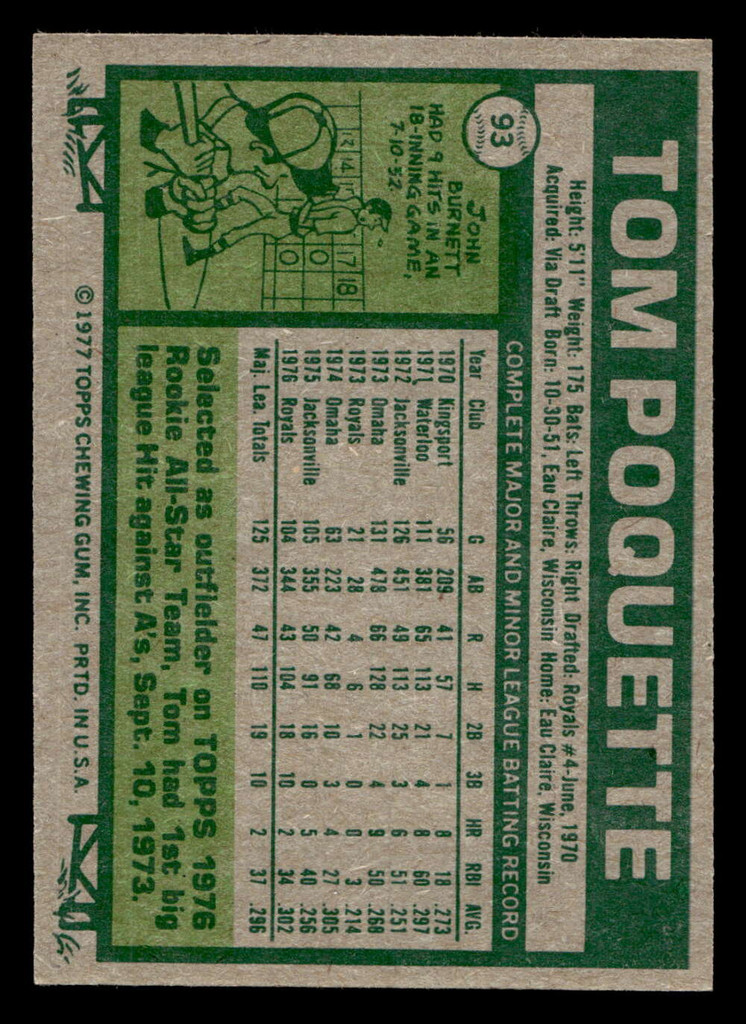 TOM POQUETTE
93
Height: 5'11" Weight: 175 Bats: Left Throws: Right Drafted: Royals #4-June, 1970
Acquired: Via Draft Born: 10-30-51, Eau Claire, Wisconsin Home: Eau Claire, Wisconsin
JOHN
BURNETT
HAD 9 HITS IN AN
18-INNING GAME,
7-10-32
12 14 17 18
0 0
COMPLETE MAJOR AND MINOR LEAGUE BATTING RECORD
Year Club G AB R H 2B 3B HR RBI AVG.
1970 Kingsport 56 209 41 57 7 1 8 18 .273
1971 Waterloo 111 381 65 113 21 4 8 60 .297
1972 Jacksonville 126 451 49 113 25 3 6 51 .251
1973 Omaha 131 478 66 128 22 4 9 50 .268
1973 Royals 21 28 4 6 1 0 0 3 .214
1974 Omaha 63 223 42 68 10 3 4 27 .305
1975 Jacksonville 105 355 50 91 16 0 5 40 .256
1976 Royals 104 344 43 104 18 10 2 34 .302
Maj. Lea. Totals 125 372 47 110 19 10 2 37 .296
Selected as outfielder on TOPPS 1976
Rookie All-Star Team, Tom had 1st big
league Hit against A's, Sept. 10, 1973.
© 1977 TOPPS CHEWING GUM, INC. PRTD. IN U.S.A.